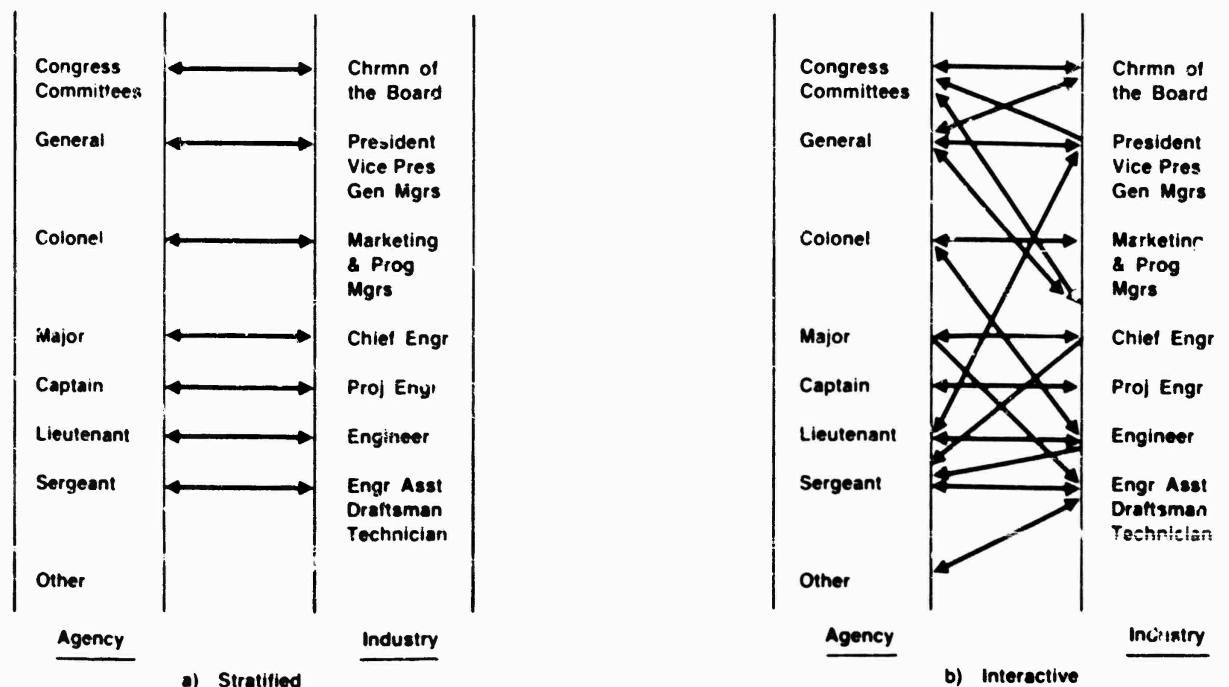 Congress
Committees
General
Colonel
Major
Captain
Lieutenant
Sergeant
Other
Agency
Chrmn of
the Board
President
Vice Pres
Gen Mgrs
Marketing
& Prog
Mgrs
Chief Engr
Proj Engr
Engineer
Engr Asst
Draftsman
Technician
Industry
a) Stratified
Congress
Committees
General
Colonel
Major
Captain
Lieutenant
Sergeant
Other
Agency
Chrmn of
the Board
President
Vice Pres
Gen Mgrs
Marketing
& Prog
Mgrs
Chief Engr
Proj Engr
Engineer
Engr Asst
Draftsman
Technician
Industry
b) Interactive